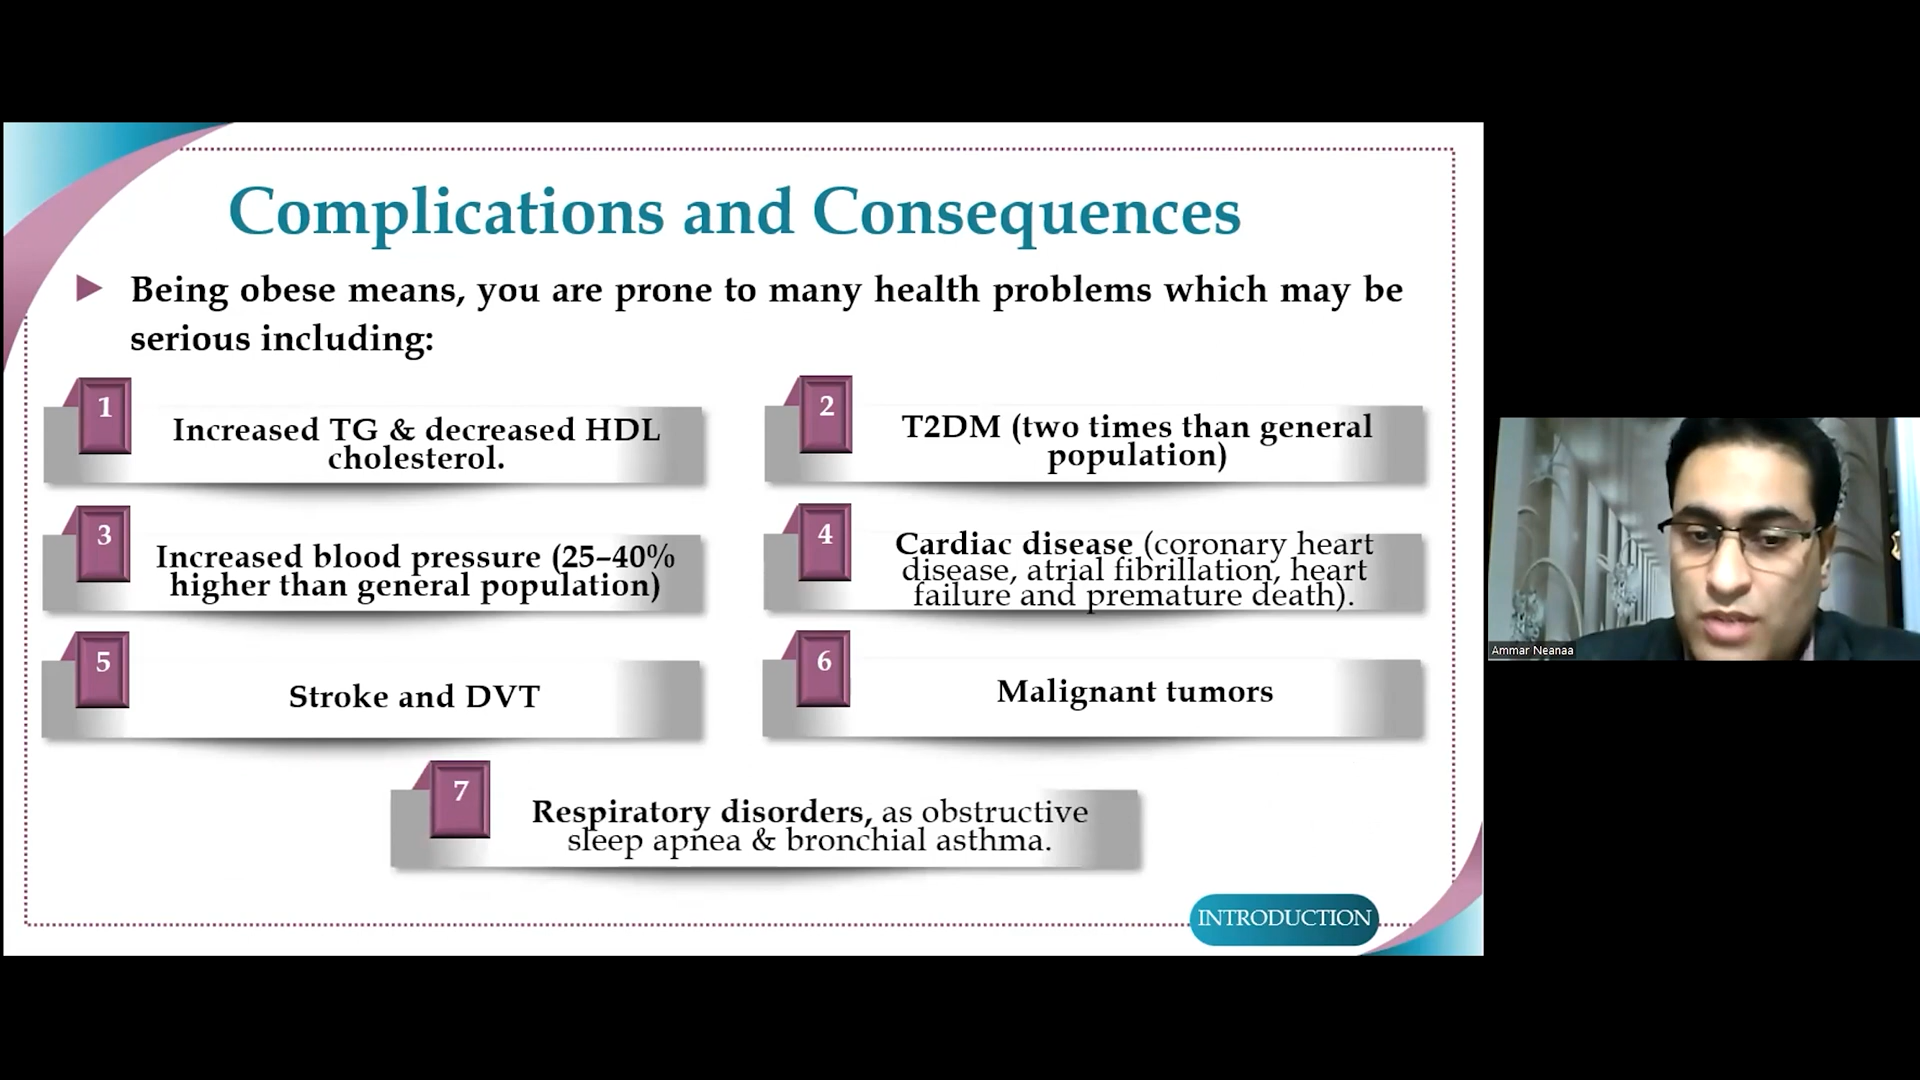 Complications and Consequences
Being obese means, you are prone to many health problems which may be
serious including:
1
Increased TG & decreased HDL
cholesterol.
2
T2DM (two times than general
population)
3
Increased blood pressure (25–40%
higher than general population)
4
Cardiac disease (coronary heart
disease, atrial fibrillation, heart
failure and premature death).
5
Stroke and DVT
6
Malignant tumors
7
Respiratory disorders, as obstructive
sleep apnea & bronchial asthma.
INTRODUCTION
Ammar Neanaa